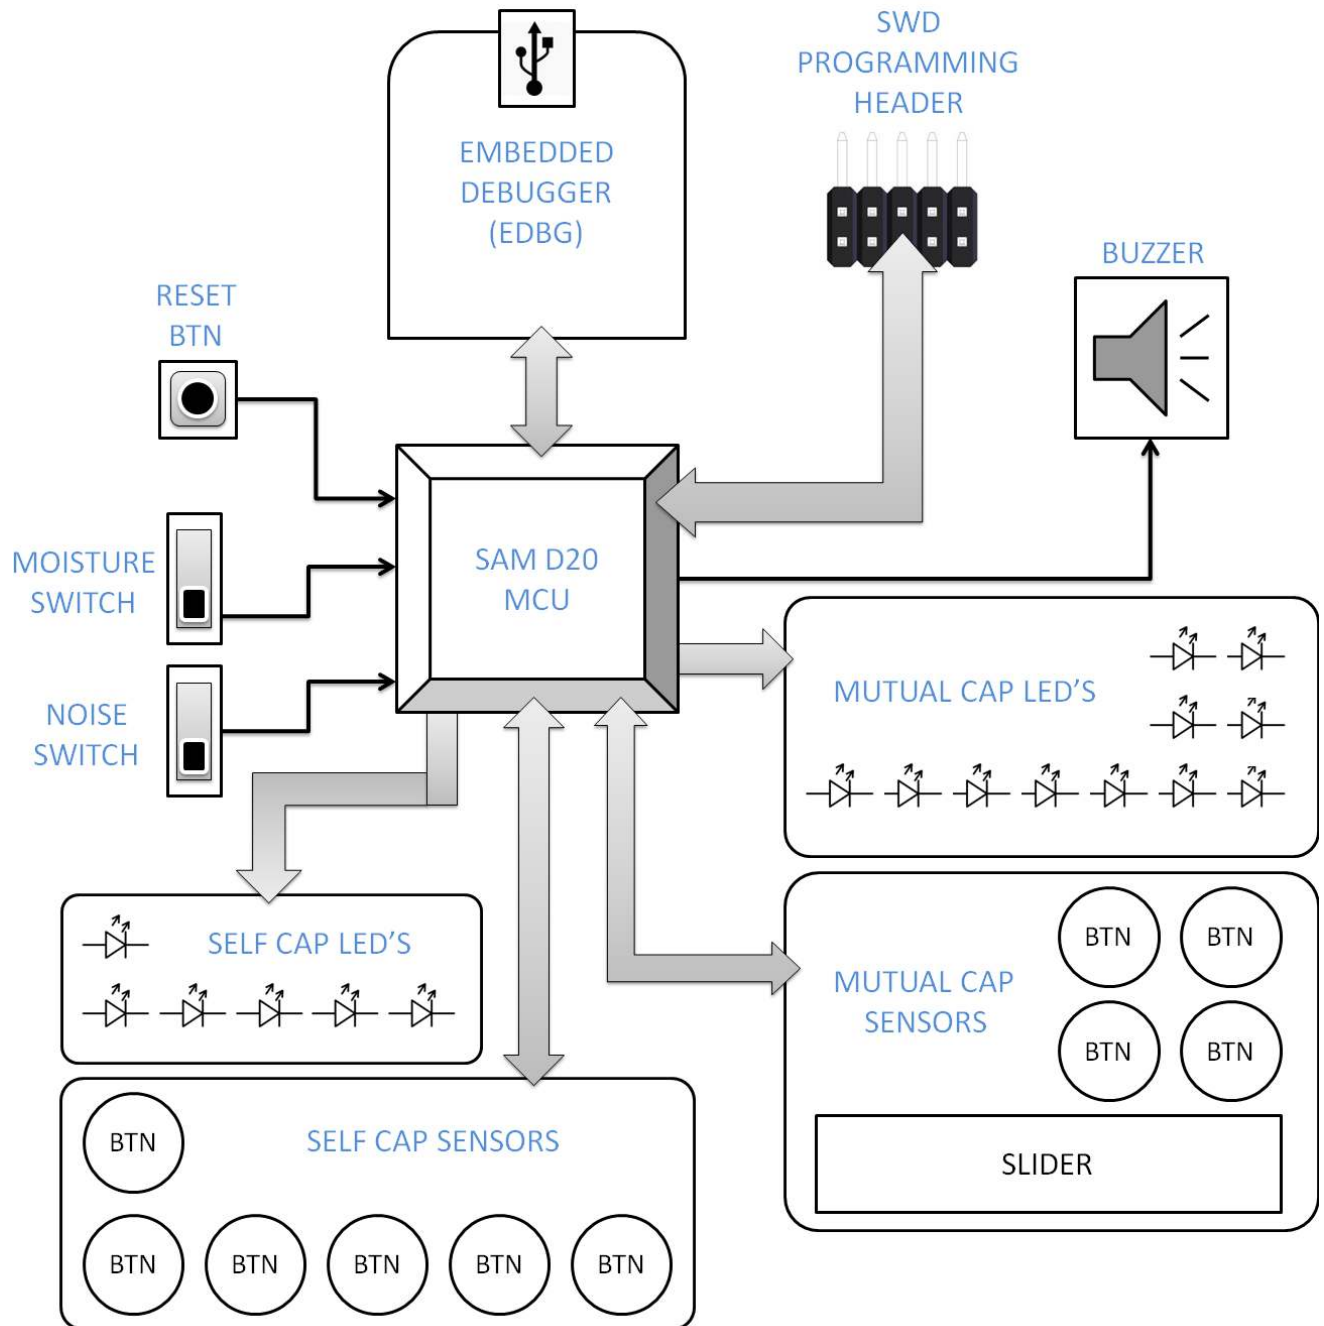 SWD
PROGRAMMING
HEADER
EMBEDDED
DEBUGGER
(EDBG)
BUZZER
RESET
BTN
MOISTURE
SWITCH
SAM D20
MCU
NOISE
SWITCH
MUTUAL CAP LED'S
SELF CAP LED'S
MUTUAL CAP
SENSORS
BTN
BTN
BTN
BTN
SLIDER
SELF CAP SENSORS
BTN
BTN
BTN
BTN
BTN
BTN